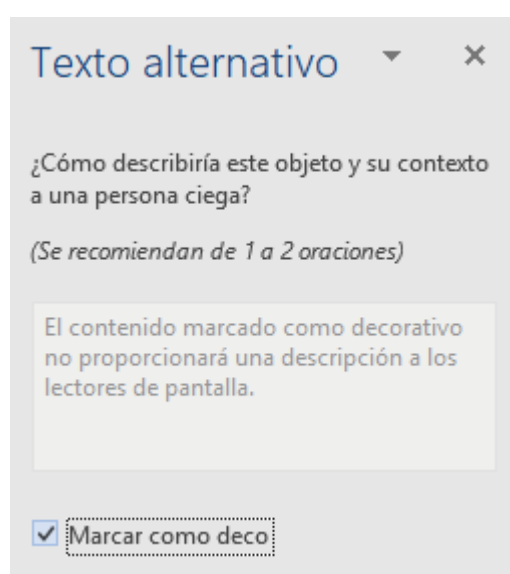 Texto alternativo
¿Cómo describiría este objeto y su contexto
a una persona ciega?
(Se recomiendan de 1 a 2 oraciones)
El contenido marcado como decorativo
no proporcionará una descripción a los
lectores de pantalla.
Marcar como deco